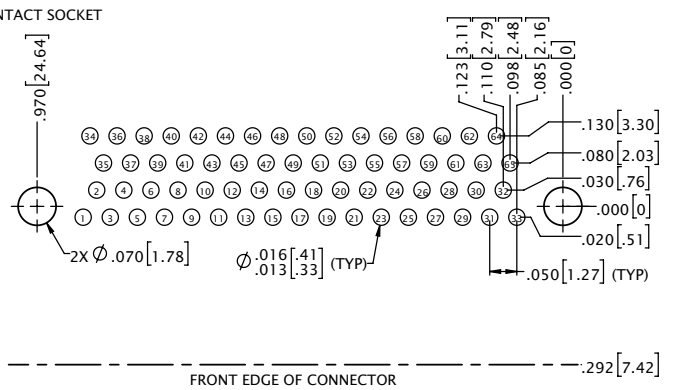 NTACT SOCKET
.970[24.64]
.123[3.11]
.110[2.79]
.098[2.48]
.085[2.16]
.000[0]
34 36 38 40 42 44 46 48 50 52 54 56 58 60 62 64
.130[3.30]
35 37 39 41 43 45 47 49 51 53 55 57 59 61 63 65
.080[2.03]
2 4 6 8 10 12 14 16 18 20 22 24 26 28 30 32
.030[.76]
.000[0]
1 3 5 7 9 11 13 15 17 19 21 23 25 27 29 31 33
.020[.51]
2X Ø.070[1.78]
Ø .016[.41]
.013[.33] (TYP)
.050[1.27] (TYP)
.292[7.42]
FRONT EDGE OF CONNECTOR